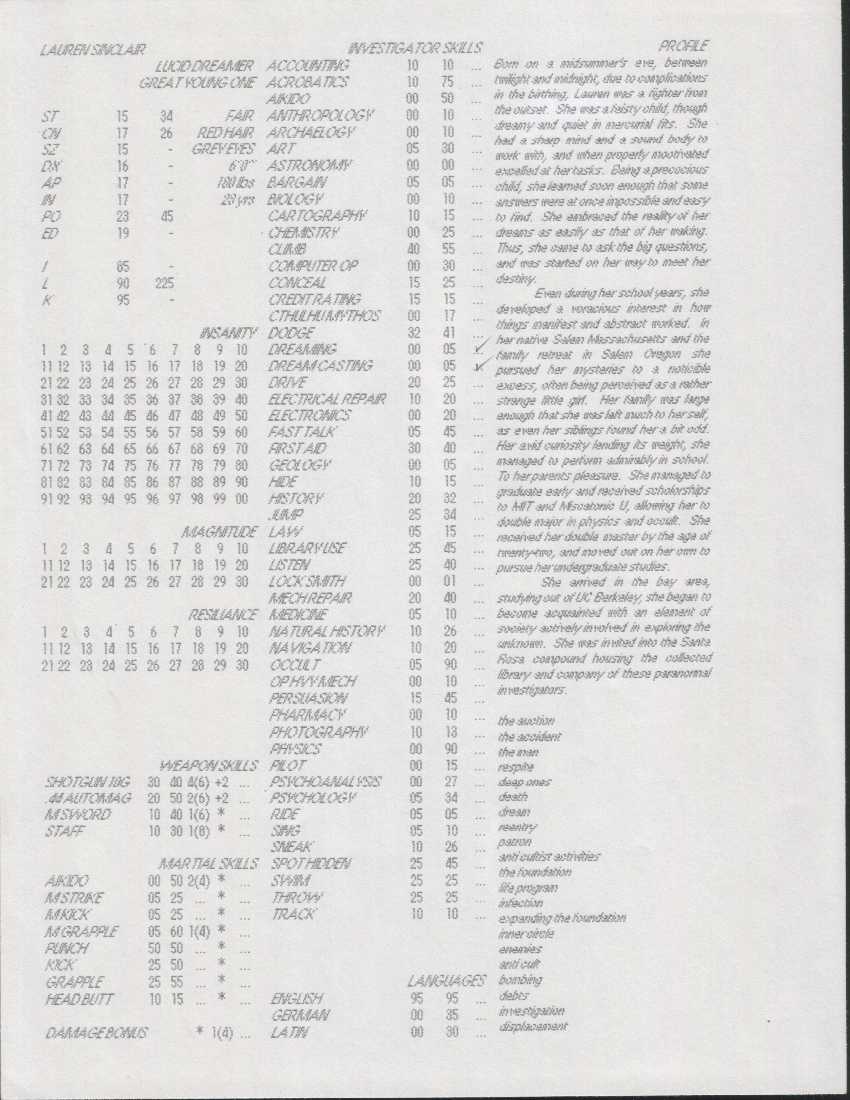 LAUREN SINCLAIR
LUCID DREAMER
GREAT YOUNG ONE
ST 15 34 FAIR
CN 17 26 RED HAIR
SZ 15 - GREY EYES
DX 16 - 6'0"
AP 17 - 180 lbs
IN 17 - 23 yrs
PO 23 45
ED 19 -
I 85 -
L 90 225
K 95 -
INSANITY
1 2 3 4 5 6 7 8 9 10
11 12 13 14 15 16 17 18 19 20
21 22 23 24 25 26 27 28 29 30
31 32 33 34 35 36 37 38 39 40
41 42 43 44 45 46 47 48 49 50
51 52 53 54 55 56 57 58 59 60
61 62 63 64 65 66 67 68 69 70
71 72 73 74 75 76 77 78 79 80
81 82 83 84 85 86 87 88 89 90
91 92 93 94 95 96 97 98 99 00
MAGNITUDE
1 2 3 4 5 6 7 8 9 10
11 12 13 14 15 16 17 18 19 20
21 22 23 24 25 26 27 28 29 30
RESILIANCE
1 2 3 4 5 6 7 8 9 10
11 12 13 14 15 16 17 18 19 20
21 22 23 24 25 26 27 28 29 30
WEAPON SKILLS
SHOTGUN 10G 30 40 4(6) +2 ...
.44 AUTOMAG 20 50 2(6) +2 ...
M SWORD 10 40 1(6) * ...
STAFF 10 30 1(8) * ...
MARTIAL SKILLS
AIKIDO 00 50 2(4) * ...
M STRIKE 05 25 ... * ...
M KICK 05 25 ... * ...
M GRAPPLE 05 60 1(4) * ...
PUNCH 50 50 ... * ...
KICK 25 50 ... * ...
GRAPPLE 25 55 ... * ...
HEAD BUTT 10 15 ... * ...
DAMAGE BONUS * 1(4) ...
INVESTIGATOR SKILLS
ACCOUNTING 10 10 ...
ACROBATICS 10 75 ...
AIKIDO 00 50 ...
ANTHROPOLOGY 00 10 ...
ARCHAELOGY 00 10 ...
ART 05 30 ...
ASTRONOMY 00 00 ...
BARGAIN 05 05 ...
BIOLOGY 00 10 ...
CARTOGRAPHY 10 15 ...
CHEMISTRY 00 25 ...
CLIMB 40 55 ...
COMPUTER OP 00 30 ...
CONCEAL 15 25 ...
CREDIT RATING 15 15 ...
CTHULHU MYTHOS 00 17 ...
DODGE 32 41 ...
DREAMING 00 05 ...
DREAM CASTING 00 05 ...
DRIVE 20 25 ...
ELECTRICAL REPAIR 10 20 ...
ELECTRONICS 00 20 ...
FAST TALK 05 45 ...
FIRST AID 30 40 ...
GEOLOGY 00 05 ...
HIDE 10 15 ...
HISTORY 20 32 ...
JUMP 25 34 ...
LAW 05 15 ...
LIBRARY USE 25 45 ...
LISTEN 25 40 ...
LOCK SMITH 00 01 ...
MECH REPAIR 20 40 ...
MEDICINE 05 10 ...
NATURAL HISTORY 10 26 ...
NAVIGATION 10 20 ...
OCCULT 05 90 ...
OP HVY MECH 00 10 ...
PERSUASION 15 45 ...
PHARMACY 00 10 ...
PHOTOGRAPHY 10 13 ...
PHYSICS 00 90 ...
PILOT 00 15 ...
PSYCHOANALYSIS 00 27 ...
PSYCHOLOGY 05 34 ...
RIDE 05 05 ...
SING 05 10 ...
SNEAK 10 26 ...
SPOT HIDDEN 25 45 ...
SWIM 25 25 ...
THROW 25 25 ...
TRACK 10 10 ...
LANGUAGES
ENGLISH 95 95 ...
GERMAN 00 35 ...
LATIN 00 30 ...
PROFILE
Born on a midsummer's eve, between
twilight and midnight, due to complications
in the birthing, Lauren was a fighter from
the outset. She was a feisty child, though
dreamy and quiet in mercurial fits. She
had a sharp mind and a sound body to
work with, and when properly mootivated
excelled at her tasks. Being a precocious
child, she learned soon enough that some
answers were at once impossible and easy
to find. She embraced the reality of her
dreams as easily as that of her waking.
Thus, she came to ask the big questions,
and was started on her way to meet her
destiny.
Even during her school years, she
developed a voracious interest in how
things manifest and abstract worked. In
her native Salem Massachusetts and the
family retreat in Salem Oregon she
pursued her mysteries to a noticible
excess, often being perceived as a rather
strange little girl. Her family was large
enough that she was left much to her self,
as even her siblings found her a bit odd.
Her avid curiosity lending its weight, she
managed to perform admirably in school.
To her parents pleasure. She managed to
graduate early and received scholorships
to MIT and Miscatonic U, allowing her to
double major in physics and occult. She
received her double master by the age of
twenty-two, and moved out on her own to
pursue her undergraduate studies.
She arrived in the bay area,
studying out of UC Berkeley, she began to
become acquainted with an element of
society actively involved in exploring the
unknown. She was invited into the Santa
Rosa compound housing the collected
library and company of these paranormal
investigators.
the auction
the accident
the man
respite
deep ones
death
dream
reentry
patron
anti cultist activities
the foundation
life program
infection
expanding the foundation
inner circle
enemies
anti cult
bombing
debts
investigation
displacement